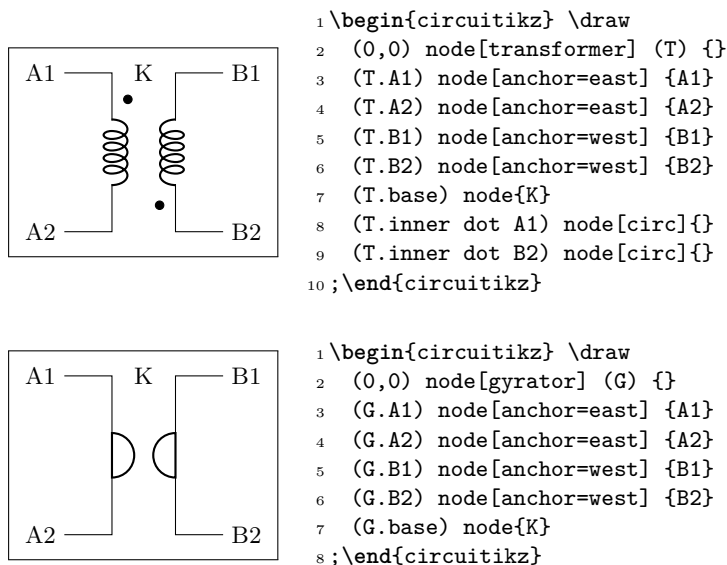 A1 K B1
A2 B2
1 \begin{circuitikz} \draw
2 (0,0) node[transformer] (T) {}
3 (T.A1) node[anchor=east] {A1}
4 (T.A2) node[anchor=east] {A2}
5 (T.B1) node[anchor=west] {B1}
6 (T.B2) node[anchor=west] {B2}
7 (T.base) node{K}
8 (T.inner dot A1) node[circ]{}
9 (T.inner dot B2) node[circ]{}
10 ;\end{circuitikz}
A1 K B1
A2 B2
1 \begin{circuitikz} \draw
2 (0,0) node[gyrator] (G) {}
3 (G.A1) node[anchor=east] {A1}
4 (G.A2) node[anchor=east] {A2}
5 (G.B1) node[anchor=west] {B1}
6 (G.B2) node[anchor=west] {B2}
7 (G.base) node{K}
8 ;\end{circuitikz}